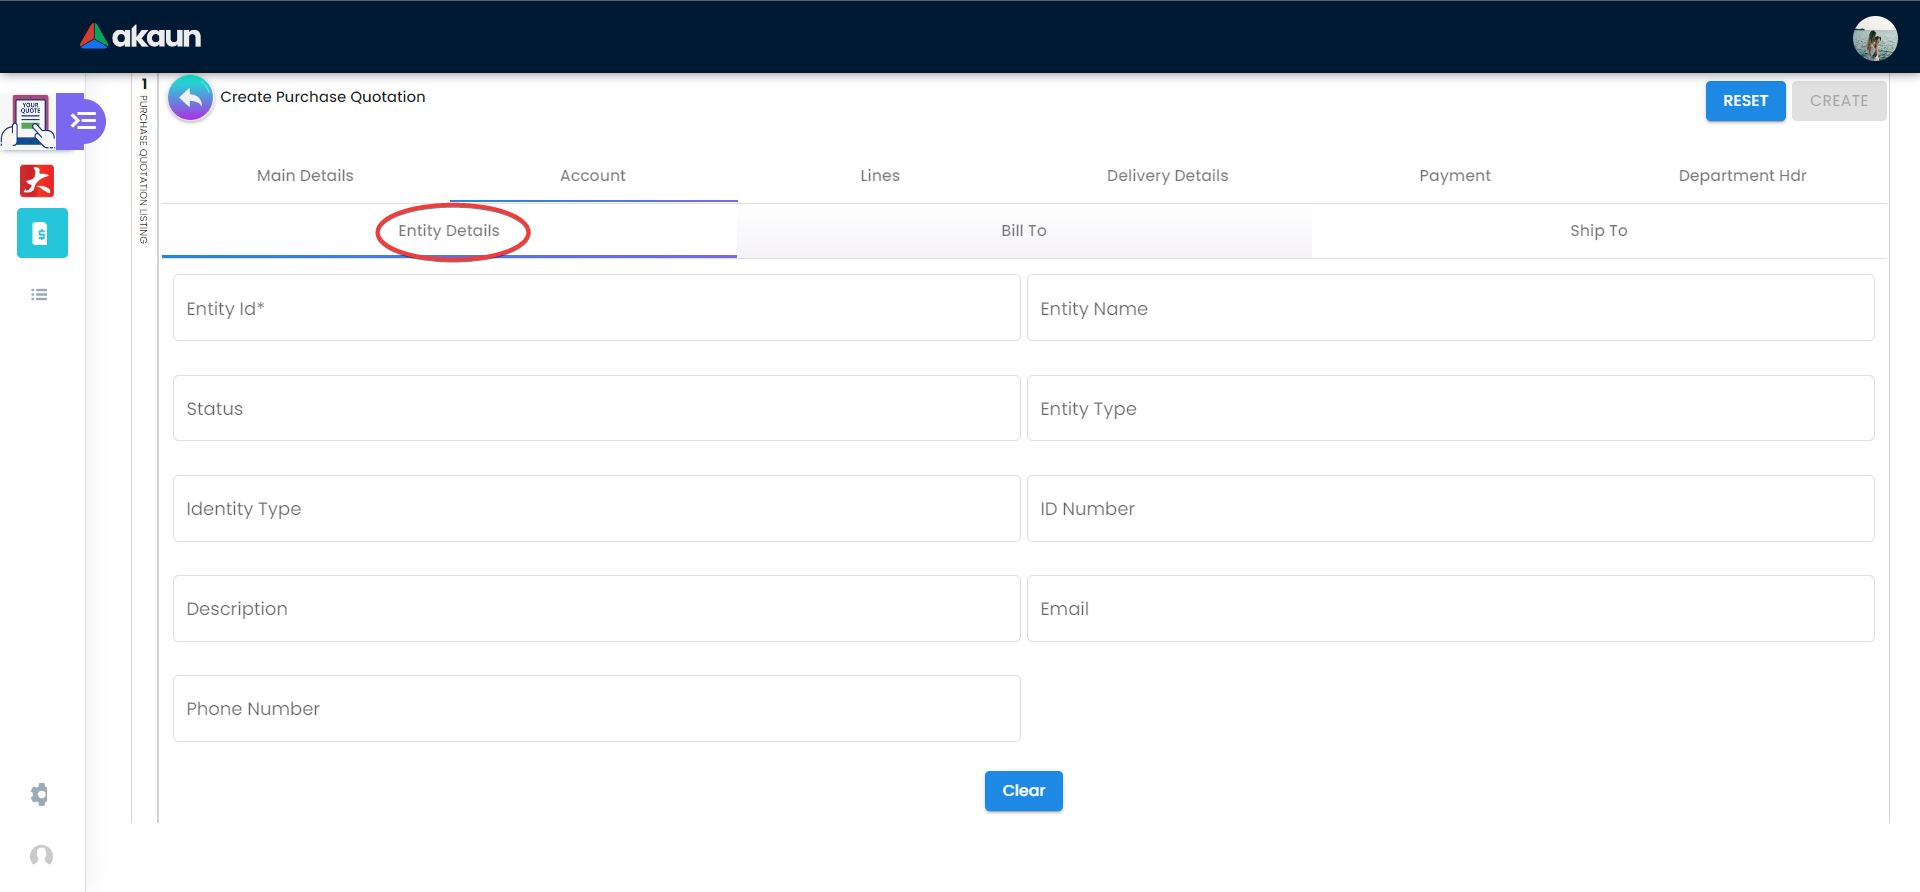 akaun
YOUR
QUOTE
1
PURCHASE QUOTATION LISTING
Create Purchase Quotation
RESET
CREATE
Main Details
Account
Lines
Delivery Details
Payment
Department Hdr
Entity Details
Bill To
Ship To
Entity Id*
Entity Name
Status
Entity Type
Identity Type
ID Number
Description
Email
Phone Number
Clear